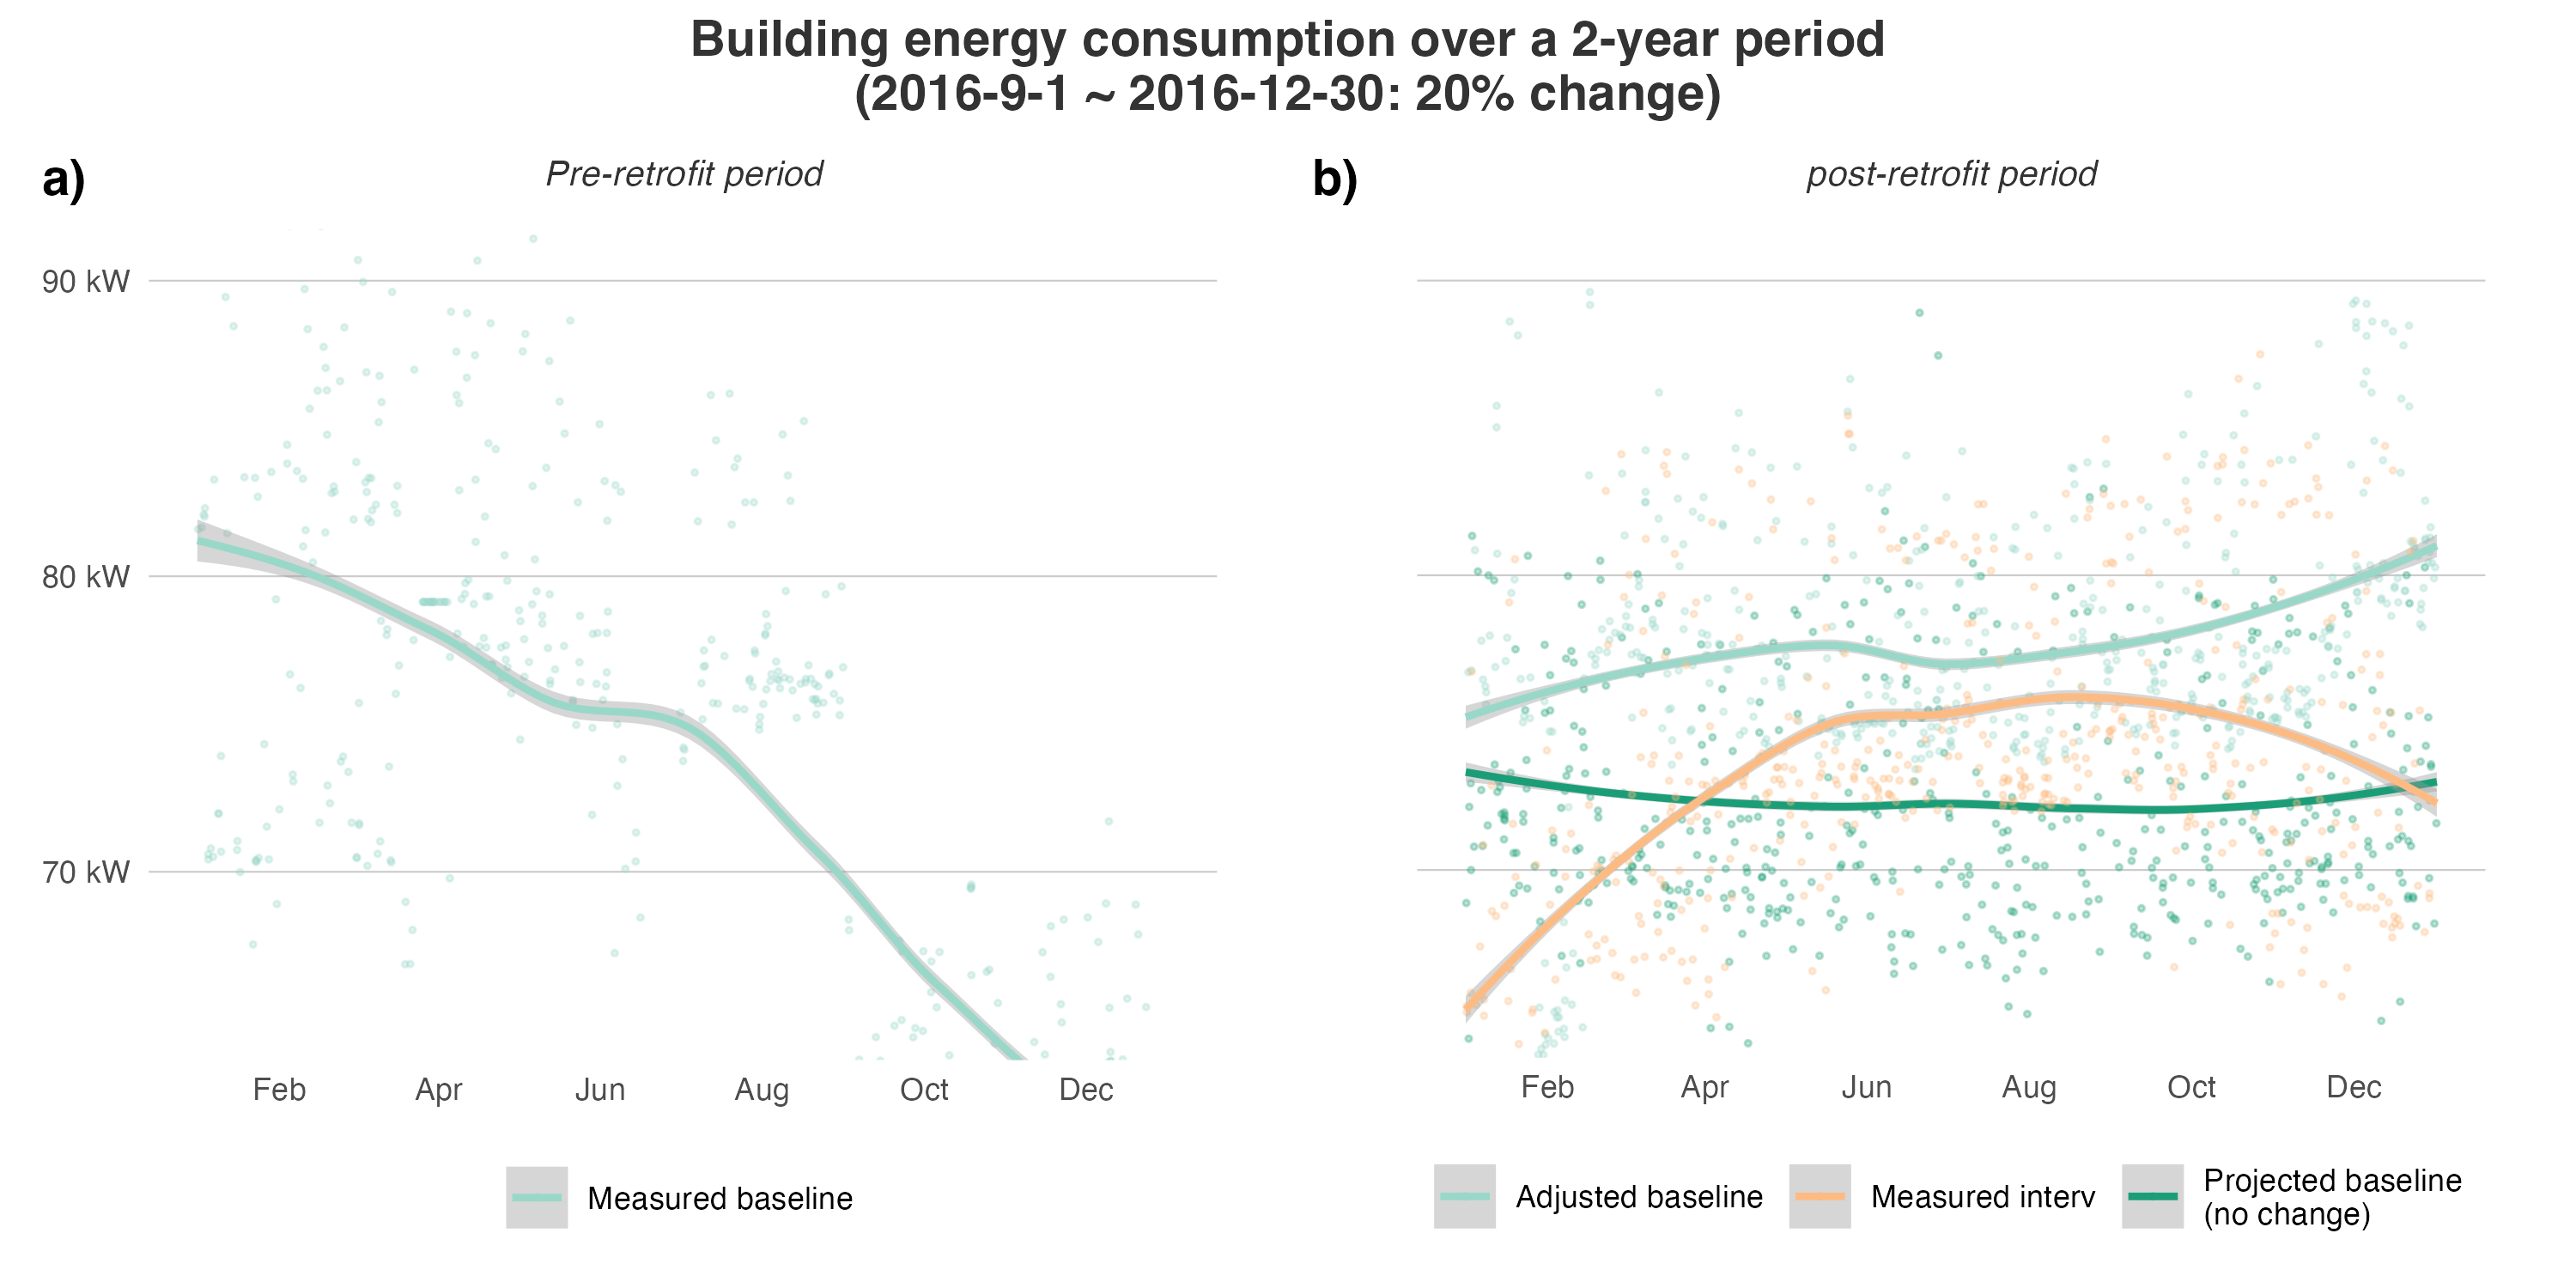 Building energy consumption over a 2-year period
(2016-9-1 ~ 2016-12-30: 20% change)
a)
Pre-retrofit period
90 kW
80 kW
70 kW
Feb Apr Jun Aug Oct Dec
Measured baseline
b)
post-retrofit period
Feb Apr Jun Aug Oct Dec
Adjusted baseline
Measured interv
Projected baseline
(no change)